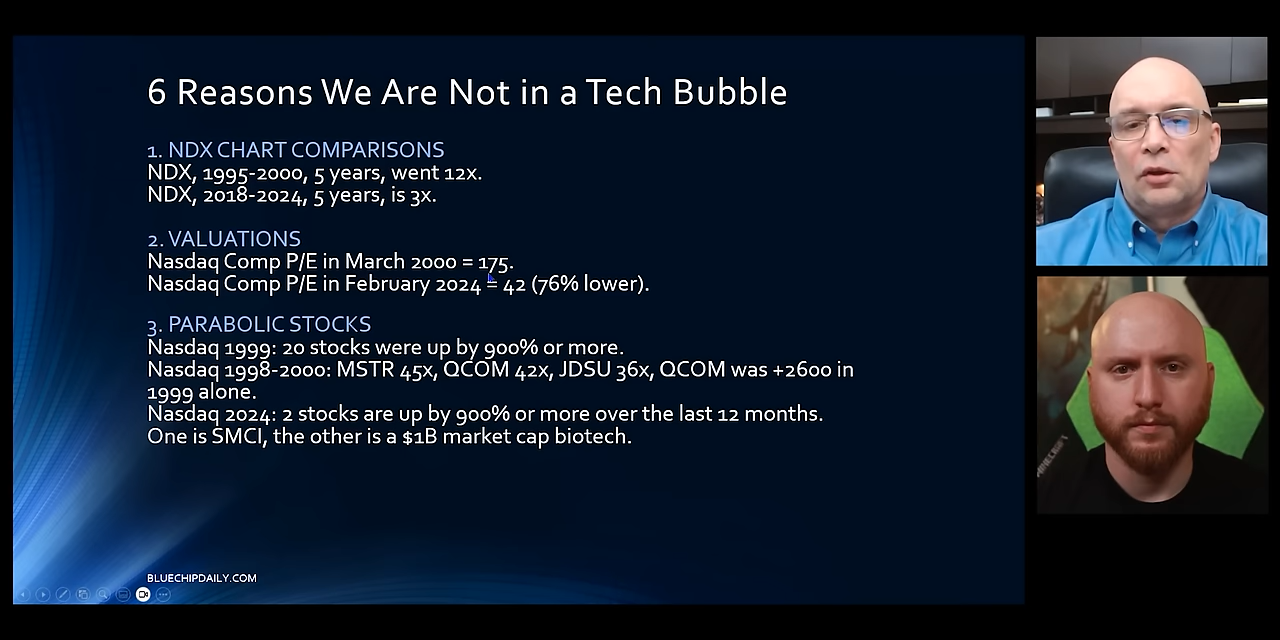 6 Reasons We Are Not in a Tech Bubble
1. NDX CHART COMPARISONS
NDX, 1995-2000, 5 years, went 12x.
NDX, 2018-2024, 5 years, is 3x.
2. VALUATIONS
Nasdaq Comp P/E in March 2000 = 175.
Nasdaq Comp P/E in February 2024 = 42 (76% lower).
3. PARABOLIC STOCKS
Nasdaq 1999: 20 stocks were up by 900% or more.
Nasdaq 1998-2000: MSTR 45x, QCOM 42x, JDSU 36x, QCOM was +2600 in
1999 alone.
Nasdaq 2024: 2 stocks are up by 900% or more over the last 12 months.
One is SMCI, the other is a $1B market cap biotech.
BLUECHIPDAILY.COM
MINECRAFT